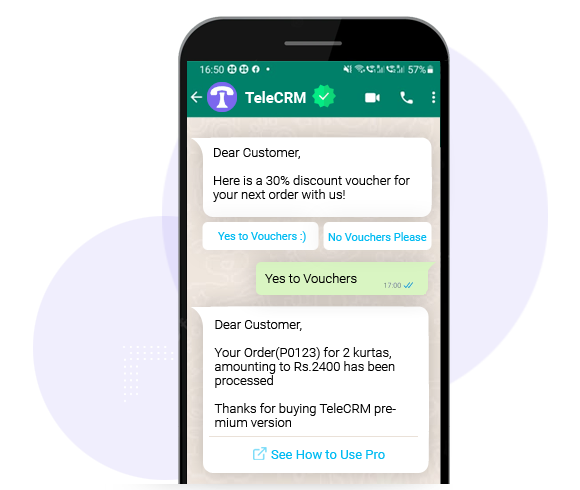 16:50 57%
TeleCRM
Dear Customer,
Here is a 30% discount voucher for
your next order with us!
Yes to Vouchers :) No Vouchers Please
Yes to Vouchers
17:00
Dear Customer,
Your Order(P0123) for 2 kurtas,
amounting to Rs.2400 has been
processed
Thanks for buying TeleCRM pre-
mium version
See How to Use Pro